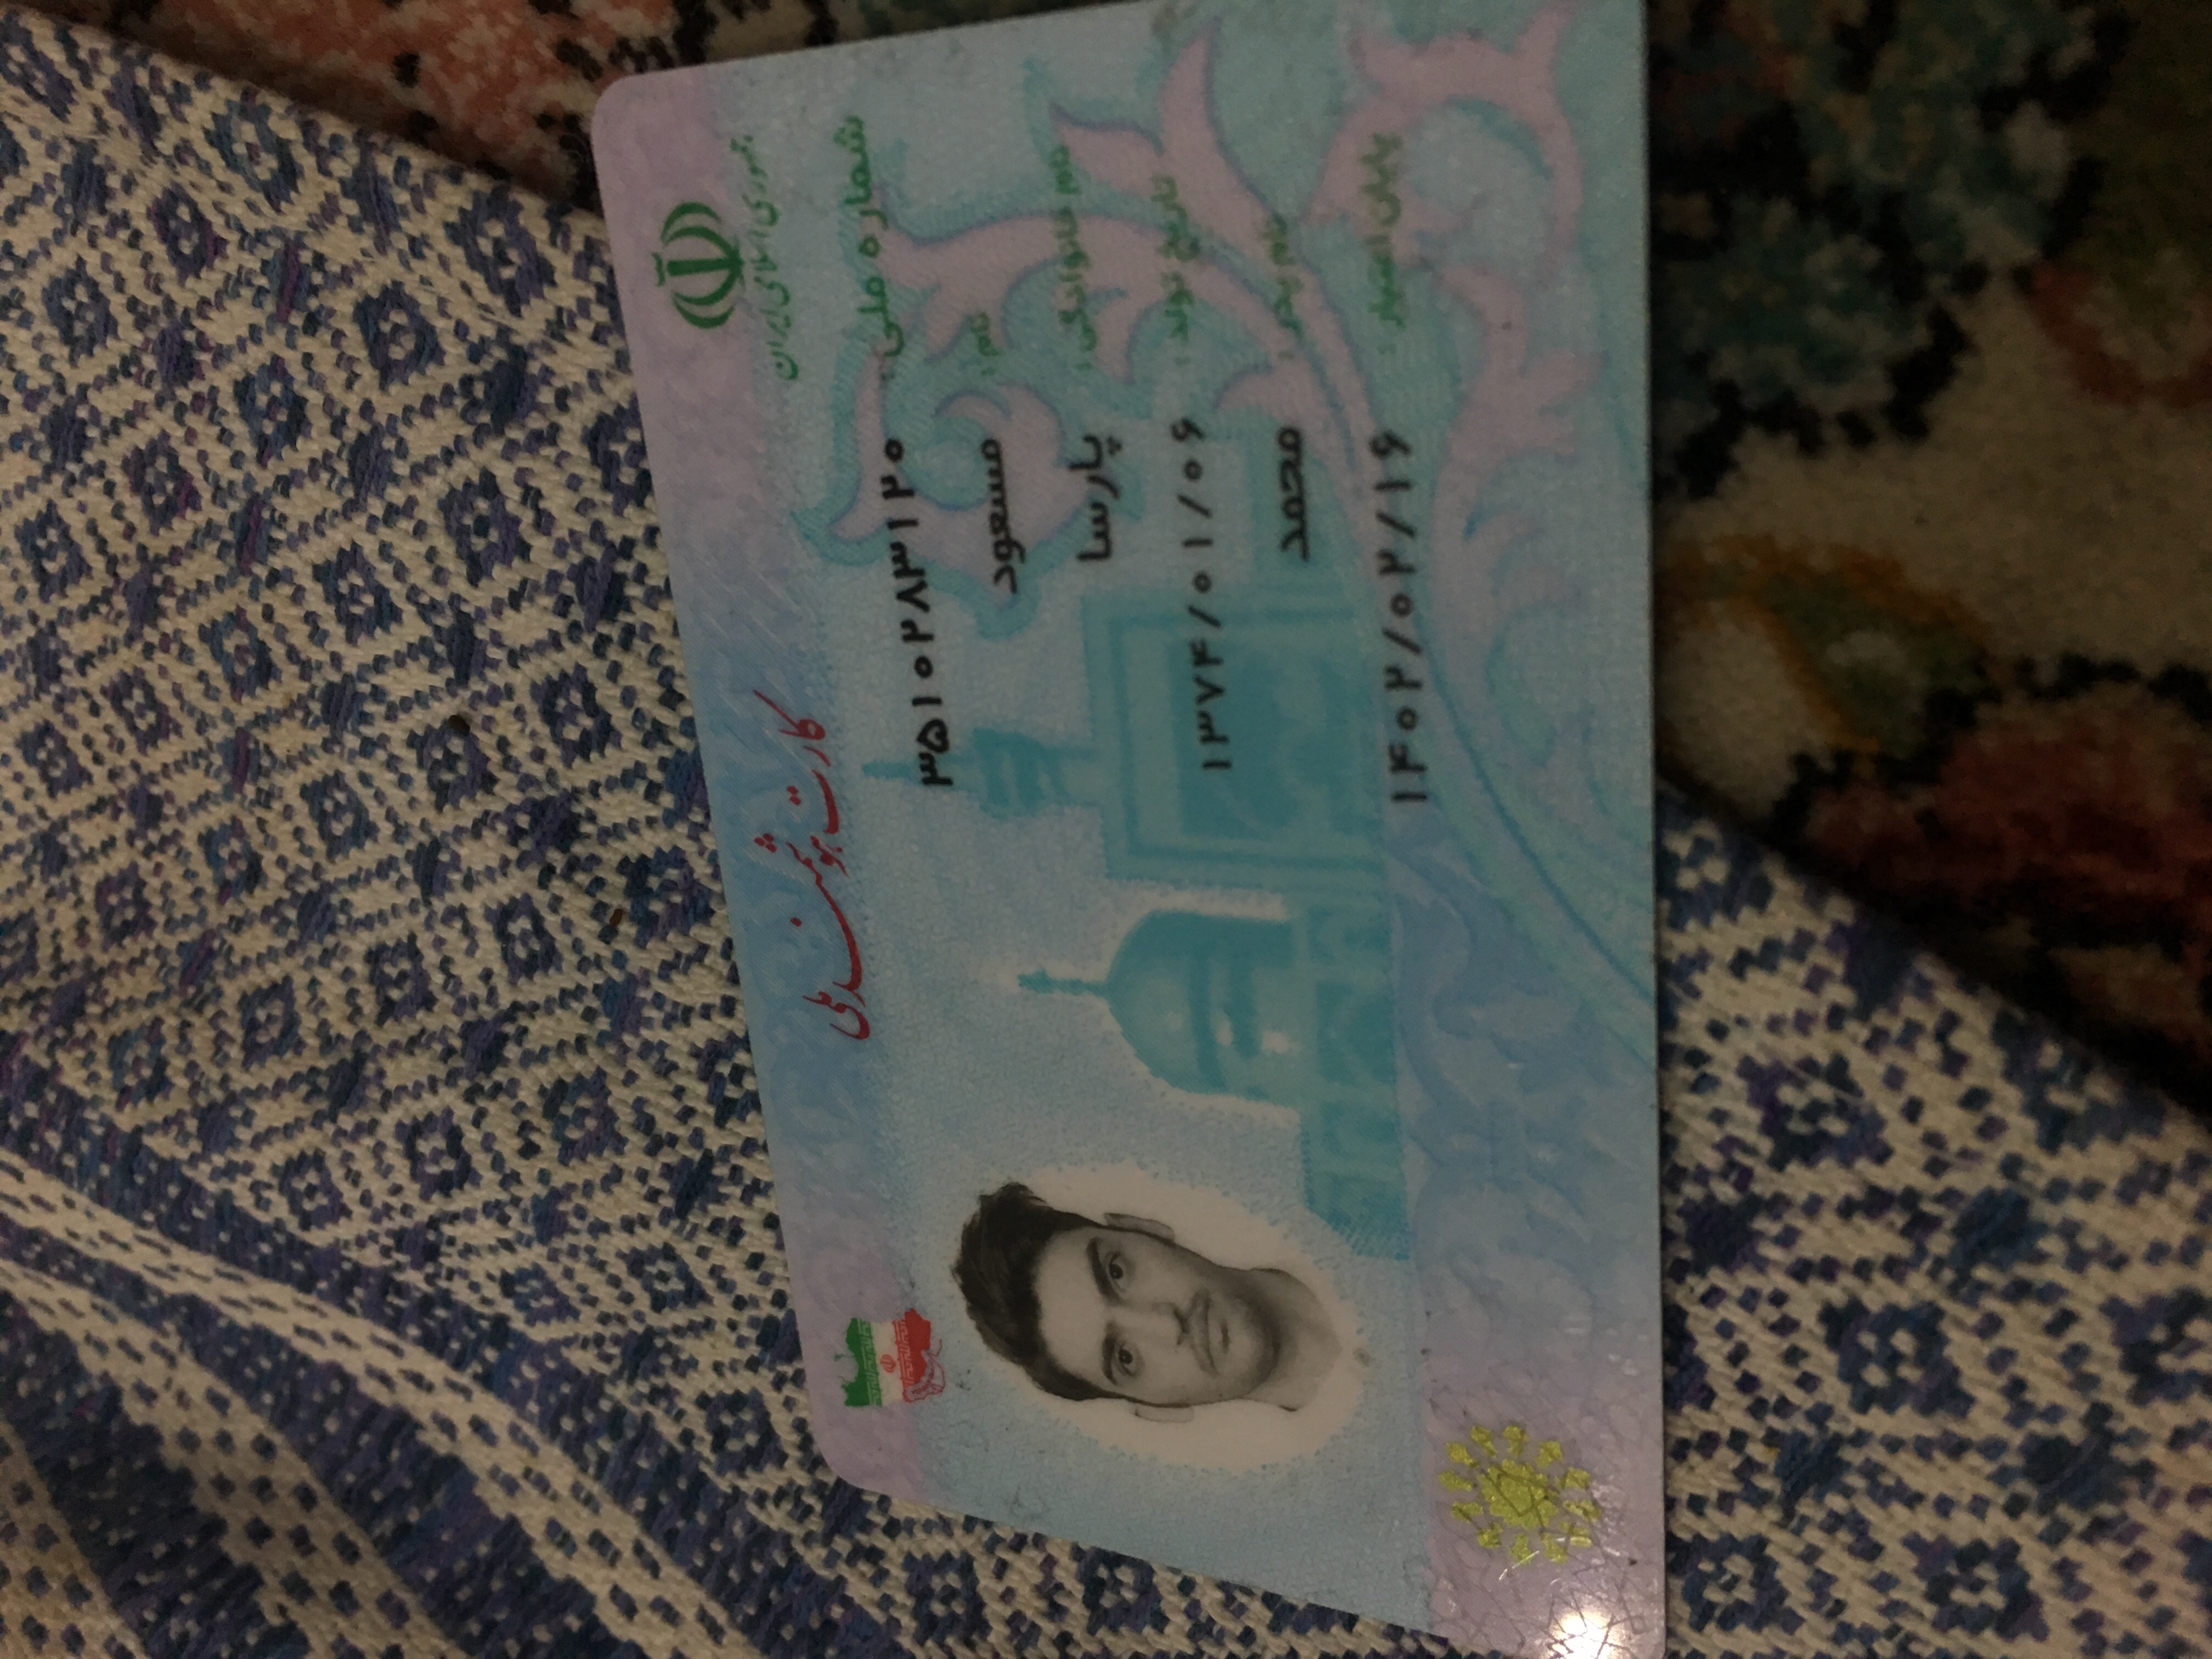 جمهوری اسلامی ایران
کارت هوشمند ملی
شماره ملی : ۳۵۱۰۲۸۳۱۲۰
نام : مسعود
نام خانوادگی : پارسا
تاریخ تولد : ۱۳۷۴/۰۱/۰۶
نام پدر : محمد
پایان اعتبار : ۱۴۰۲/۰۲/۱۶